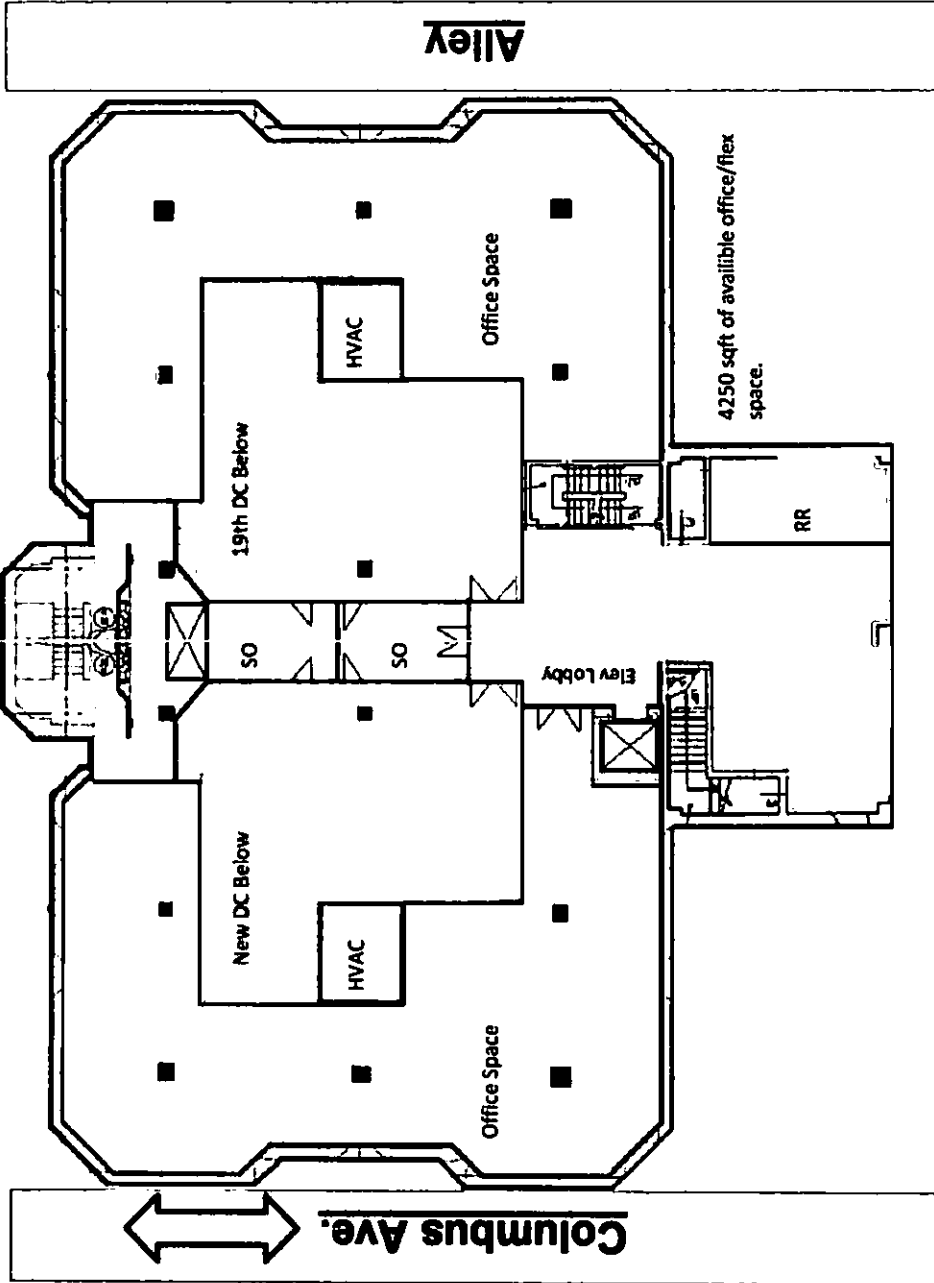 Columbus Ave.
Alley
New DC Below
SO
19th DC Below
HVAC
HVAC
SO
Office Space
Office Space
Elev Lobby
4250 sqft of availible office/flex
space.
RR